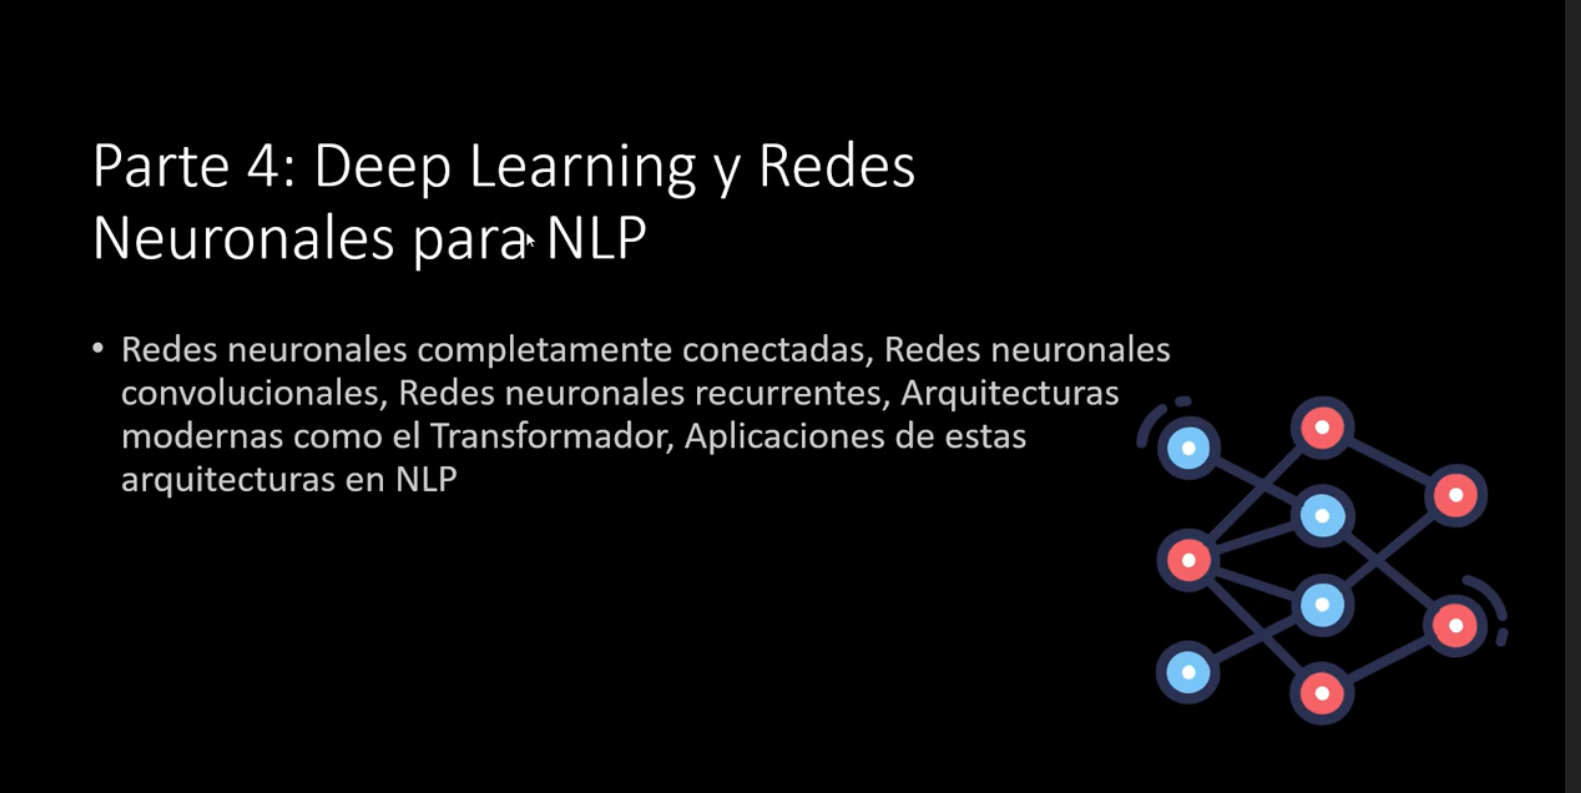 Parte 4: Deep Learning y Redes
Neuronales para NLP
• Redes neuronales completamente conectadas, Redes neuronales
convolucionales, Redes neuronales recurrentes, Arquitecturas
modernas como el Transformador, Aplicaciones de estas
arquitecturas en NLP